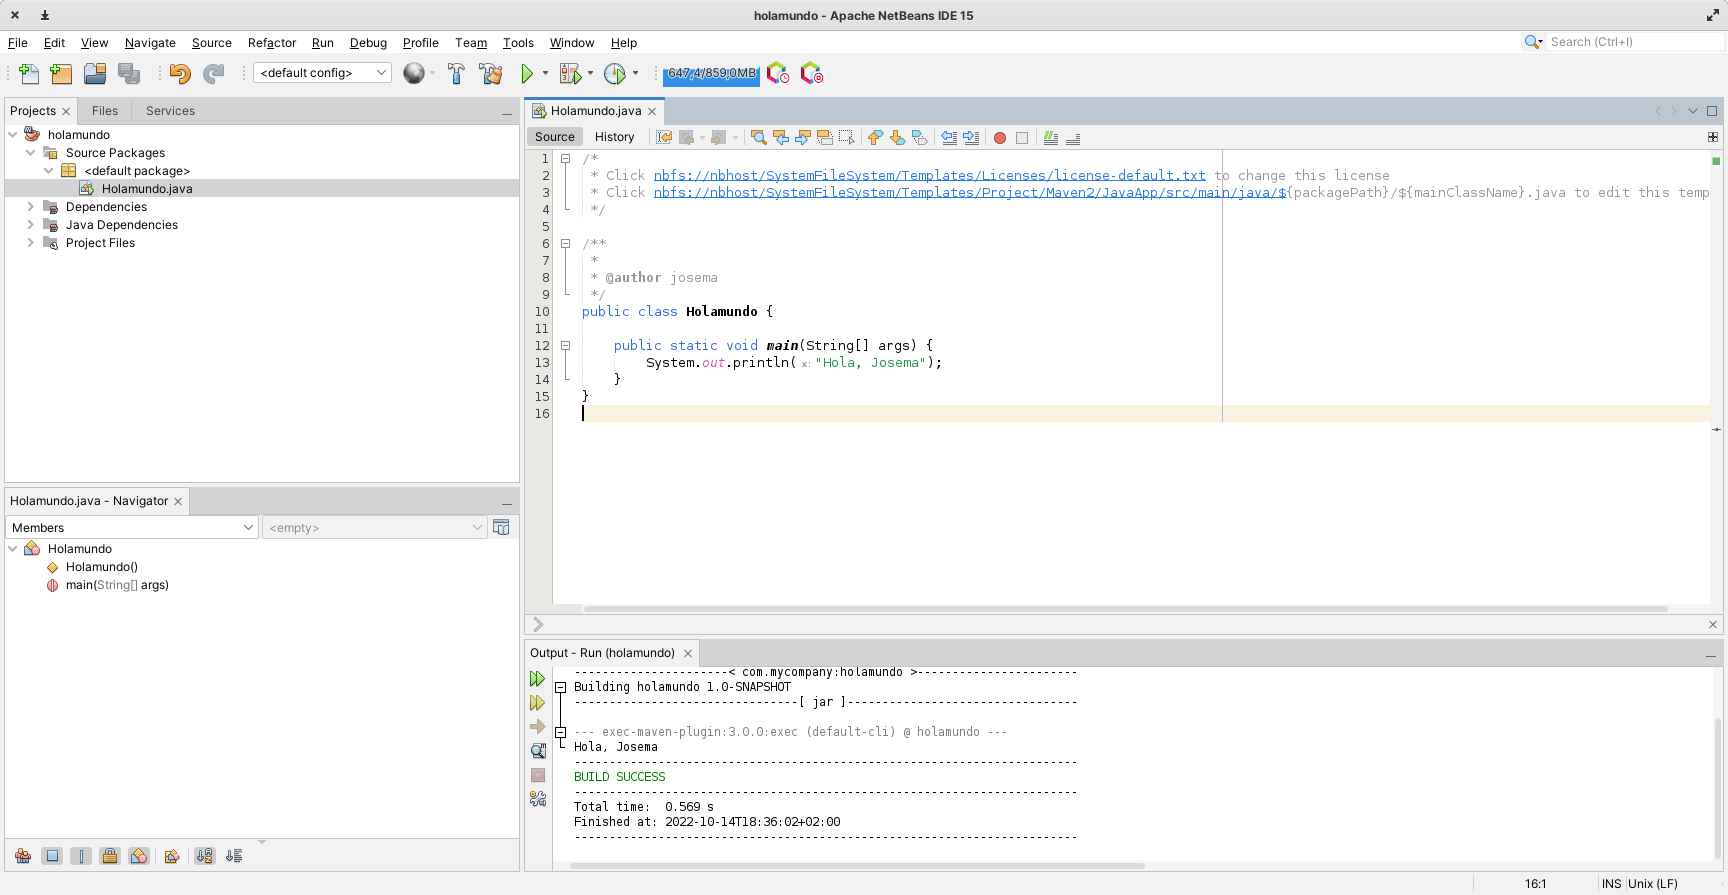 holamundo - Apache NetBeans IDE 15
File Edit View Navigate Source Refactor Run Debug Profile Team Tools Window Help
Search (Ctrl+I)
<default config>
647,4/859,0MB
Projects Files Services
holamundo
Source Packages
<default package>
Holamundo.java
Dependencies
Java Dependencies
Project Files
Holamundo.java - Navigator
Members
<empty>
Holamundo
Holamundo()
main(String[] args)
Holamundo.java
Source History
1 /*
2 * Click nbfs://nbhost/SystemFileSystem/Templates/Licenses/license-default.txt to change this license
3 * Click nbfs://nbhost/SystemFileSystem/Templates/Project/Maven2/JavaApp/src/main/java/${packagePath}/${mainClassName}.java to edit this temp
4 */
5
6 /**
7 *
8 * @author josema
9 */
10 public class Holamundo {
11
12 public static void main(String[] args) {
13 System.out.println( x: "Hola, Josema");
14 }
15 }
16
Output - Run (holamundo)
----------------------< com.mycompany:holamundo >-----------------------
Building holamundo 1.0-SNAPSHOT
--------------------------------[ jar ]---------------------------------
--- exec-maven-plugin:3.0.0:exec (default-cli) @ holamundo ---
Hola, Josema
------------------------------------------------------------------------
BUILD SUCCESS
------------------------------------------------------------------------
Total time:  0.569 s
Finished at: 2022-10-14T18:36:02+02:00
------------------------------------------------------------------------
16:1 INS Unix (LF)